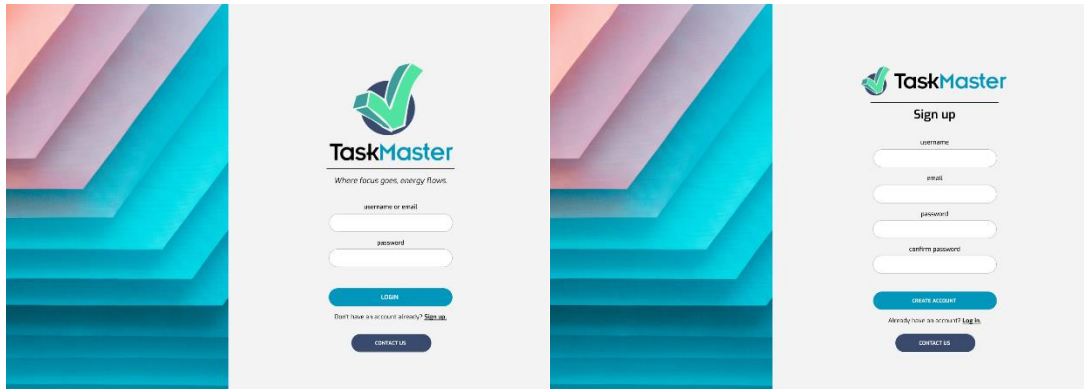 TaskMaster
Where focus goes, energy flows.
username or email
password
LOGIN
Don't have an account already? Sign up.
CONTACT US
TaskMaster
Sign up
username
email
password
confirm password
CREATE ACCOUNT
Already have an account? Log in.
CONTACT US